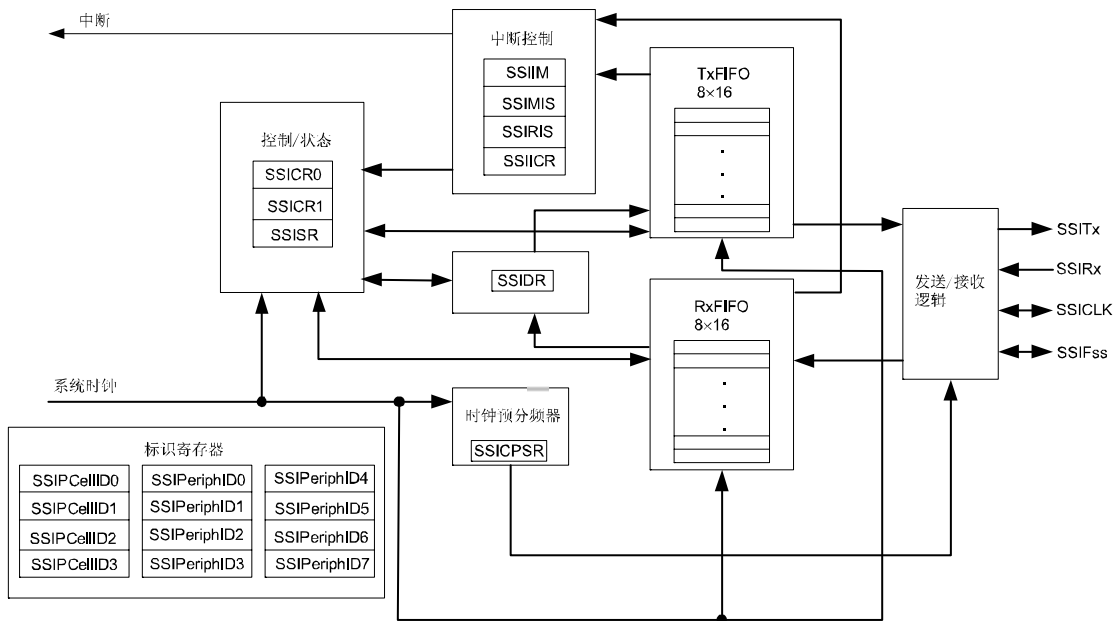 中断
中断控制
SSIIM
SSIMIS
SSIRIS
SSIICR
控制/状态
SSICR0
SSICR1
SSISR
SSIDR
TxFIFO
8×16
RxFIFO
8×16
发送/接收
逻辑
SSITx
SSIRx
SSICLK
SSIFss
系统时钟
时钟预分频器
SSICPSR
标识寄存器
SSIPCellID0
SSIPCellID1
SSIPCellID2
SSIPCellID3
SSIPeriphID0
SSIPeriphID1
SSIPeriphID2
SSIPeriphID3
SSIPeriphID4
SSIPeriphID5
SSIPeriphID6
SSIPeriphID7